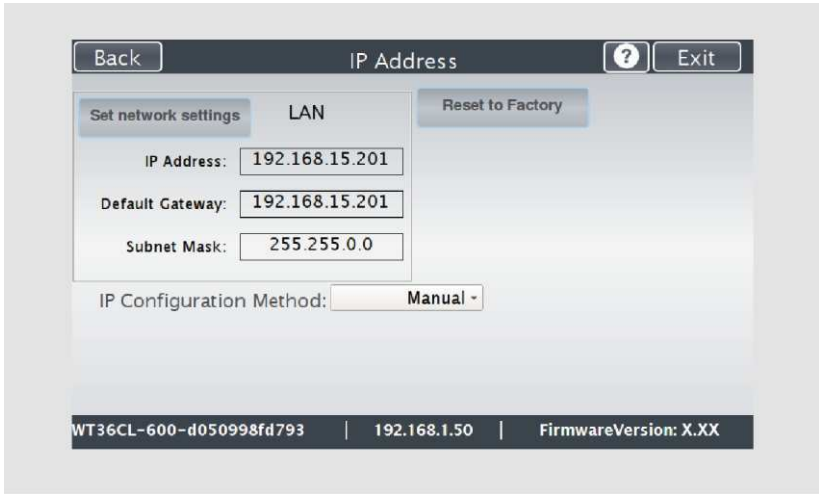 Back IP Address ? Exit
Set network settings LAN Reset to Factory
IP Address: 192.168.15.201
Default Gateway: 192.168.15.201
Subnet Mask: 255.255.0.0
IP Configuration Method: Manual
WT36CL-600-d050998fd793 | 192.168.1.50 | FirmwareVersion: X.XX